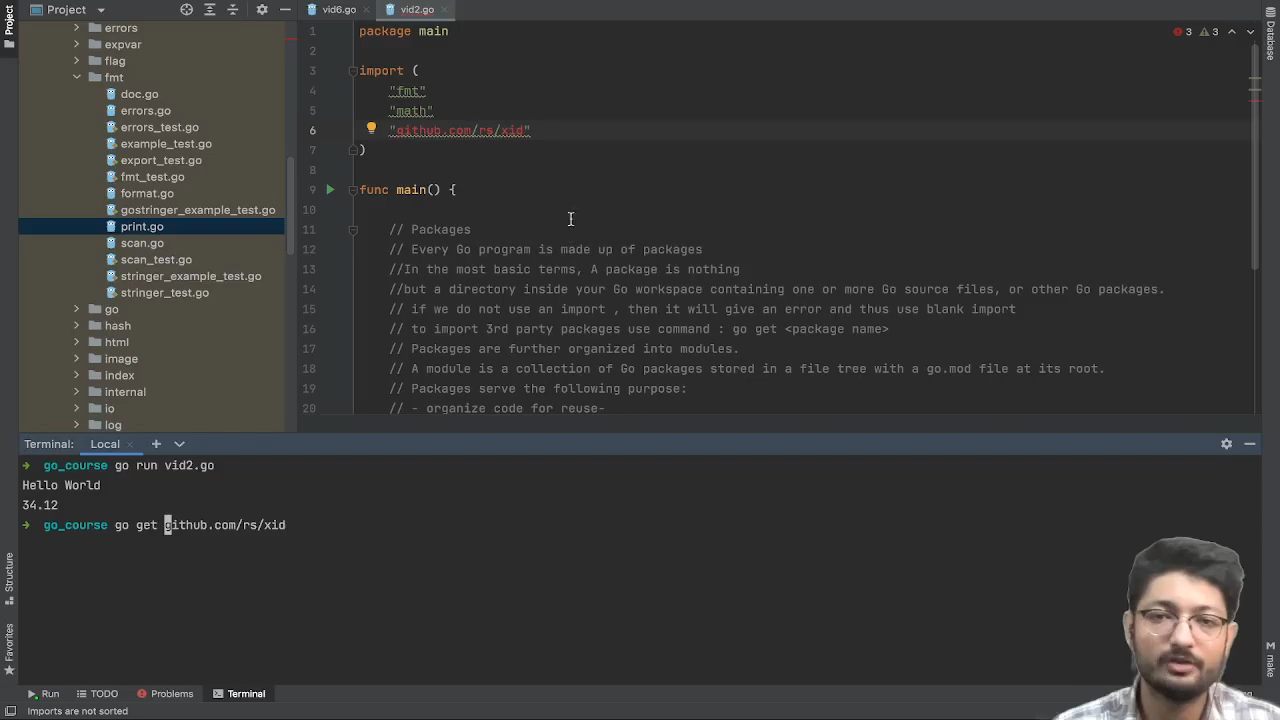 Project
vid6.go
vid2.go
Project
Database
errors
expvar
flag
fmt
doc.go
errors.go
errors_test.go
example_test.go
export_test.go
fmt_test.go
format.go
gostringer_example_test.go
print.go
scan.go
scan_test.go
stringer_example_test.go
stringer_test.go
go
hash
html
image
index
internal
io
log
3 3
1 package main
2
3 import (
4 "fmt"
5 "math"
6 "github.com/rs/xid"
7 )
8
9 func main() {
10
11 // Packages
12 // Every Go program is made up of packages
13 //In the most basic terms, A package is nothing
14 //but a directory inside your Go workspace containing one or more Go source files, or other Go packages.
15 // if we do not use an import , then it will give an error and thus use blank import
16 // to import 3rd party packages use command : go get <package name>
17 // Packages are further organized into modules.
18 // A module is a collection of Go packages stored in a file tree with a go.mod file at its root.
19 // Packages serve the following purpose:
20 // - organize code for reuse-
Terminal: Local
➜ go_course go run vid2.go
Hello World
34.12
➜ go_course go get github.com/rs/xid
Structure
Favorites
make
Run
TODO
Problems
Terminal
Imports are not sorted